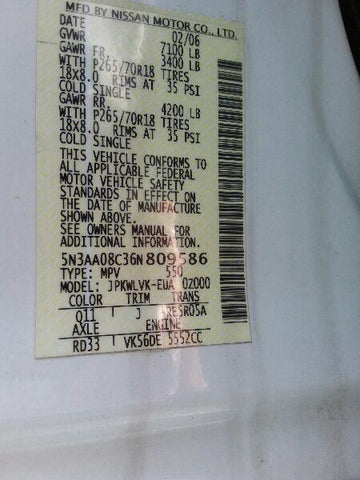 MFD BY NISSAN MOTOR CO., LTD.
DATE 02/06
GVWR 7100 LB
GAWR FR. 3400 LB
WITH P265/70R18 TIRES
18X8.0 RIMS AT 35 PSI
COLD SINGLE
GAWR RR. 4200 LB
WITH P265/70R18 TIRES
18X8.0 RIMS AT 35 PSI
COLD SINGLE
THIS VEHICLE CONFORMS TO
ALL APPLICABLE FEDERAL
MOTOR VEHICLE SAFETY
STANDARDS IN EFFECT ON
THE DATE OF MANUFACTURE
SHOWN ABOVE.
SEE OWNERS MANUAL FOR
ADDITIONAL INFORMATION.
5N3AA08C36N809586
TYPE: MPV 550
MODEL: JPKWLVK-EUA 0Z000
COLOR TRIM TRANS
Q11 J RE5R05A
AXLE ENGINE
RD33 VK56DE 5552CC